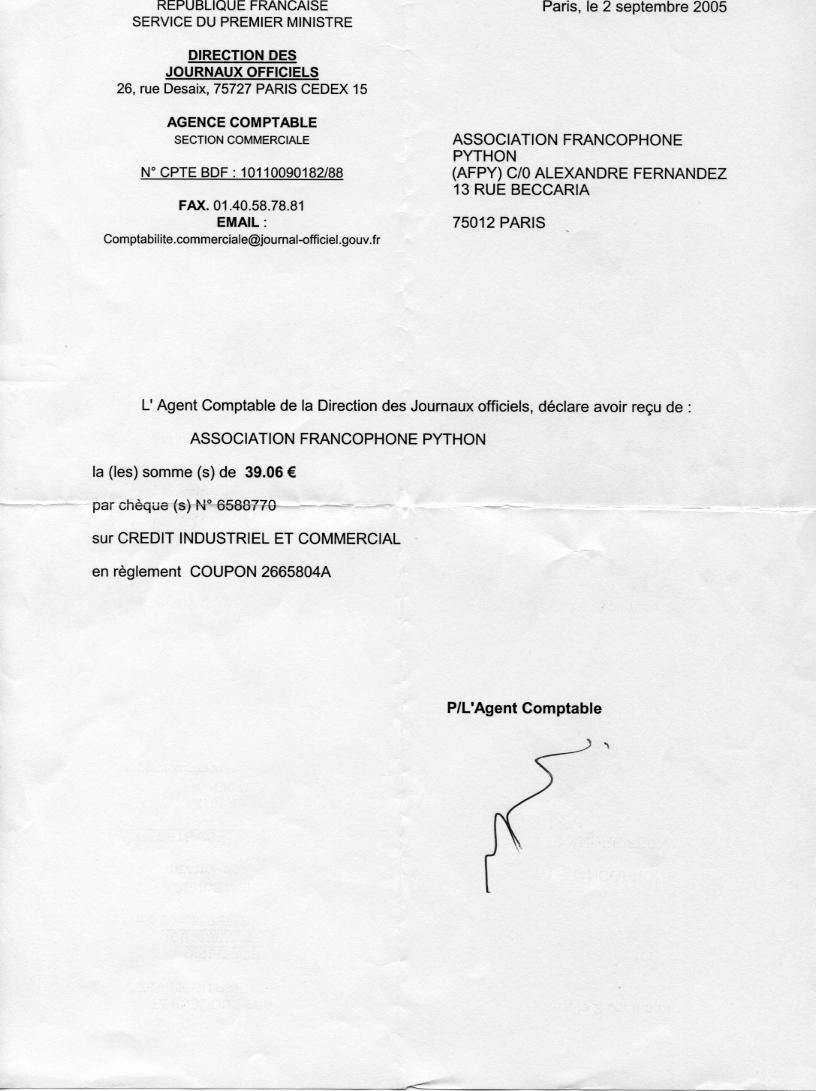 REPUBLIQUE FRANCAISE
SERVICE DU PREMIER MINISTRE
DIRECTION DES
JOURNAUX OFFICIELS
26, rue Desaix, 75727 PARIS CEDEX 15
AGENCE COMPTABLE
SECTION COMMERCIALE
N° CPTE BDF : 10110090182/88
FAX. 01.40.58.78.81
EMAIL :
Comptabilite.commerciale@journal-officiel.gouv.fr
Paris, le 2 septembre 2005
ASSOCIATION FRANCOPHONE
PYTHON
(AFPY) C/0 ALEXANDRE FERNANDEZ
13 RUE BECCARIA
75012 PARIS
L' Agent Comptable de la Direction des Journaux officiels, déclare avoir reçu de :
ASSOCIATION FRANCOPHONE PYTHON
la (les) somme (s) de 39.06 €
par chèque (s) N° 6588770
sur CREDIT INDUSTRIEL ET COMMERCIAL
en règlement COUPON 2665804A
P/L'Agent Comptable